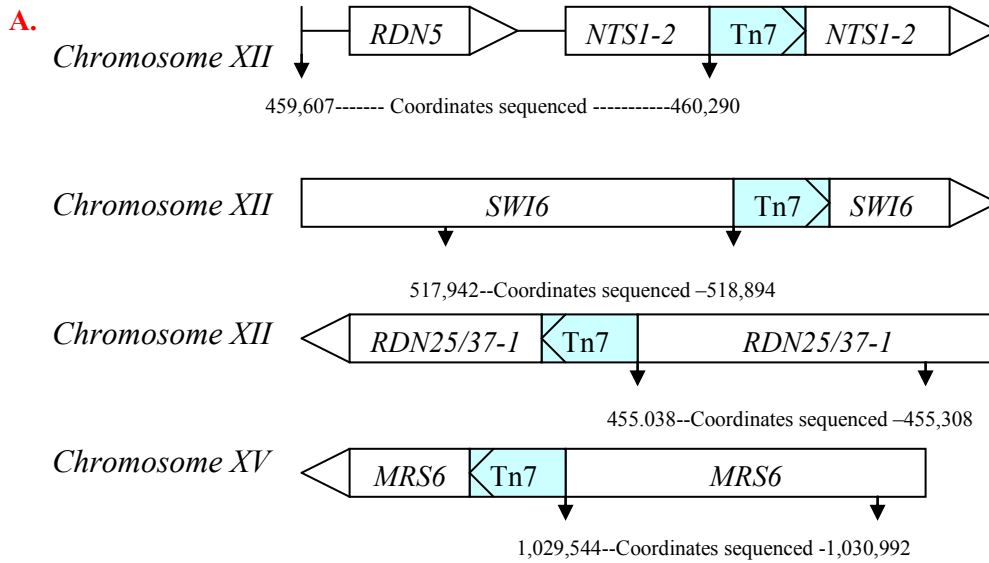 A.
RDN5 NTS1-2 Tn7 NTS1-2
Chromosome XII
459,607------- Coordinates sequenced -----------460,290
Chromosome XII SWI6 Tn7 SWI6
517,942--Coordinates sequenced –518,894
Chromosome XII RDN25/37-1 Tn7 RDN25/37-1
455.038--Coordinates sequenced –455,308
Chromosome XV MRS6 Tn7 MRS6
1,029,544--Coordinates sequenced -1,030,992